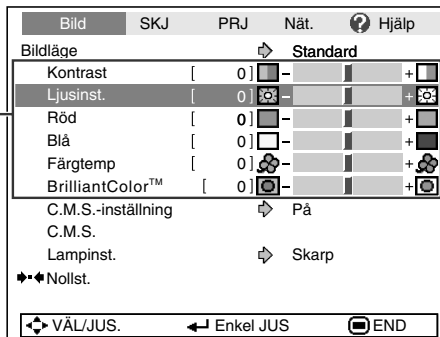 Bild SKJ PRJ Nät. ? Hjälp
Bildläge Standard
Kontrast [ 0 ] – +
Ljusinst. [ 0 ] – +
Röd [ 0 ] – +
Blå [ 0 ] – +
Färgtemp [ 0 ] – +
BrilliantColor™ [ 0 ] – +
C.M.S.-inställning På
C.M.S.
Lampinst. Skarp
Nollst.
VÄL/JUS. Enkel JUS END